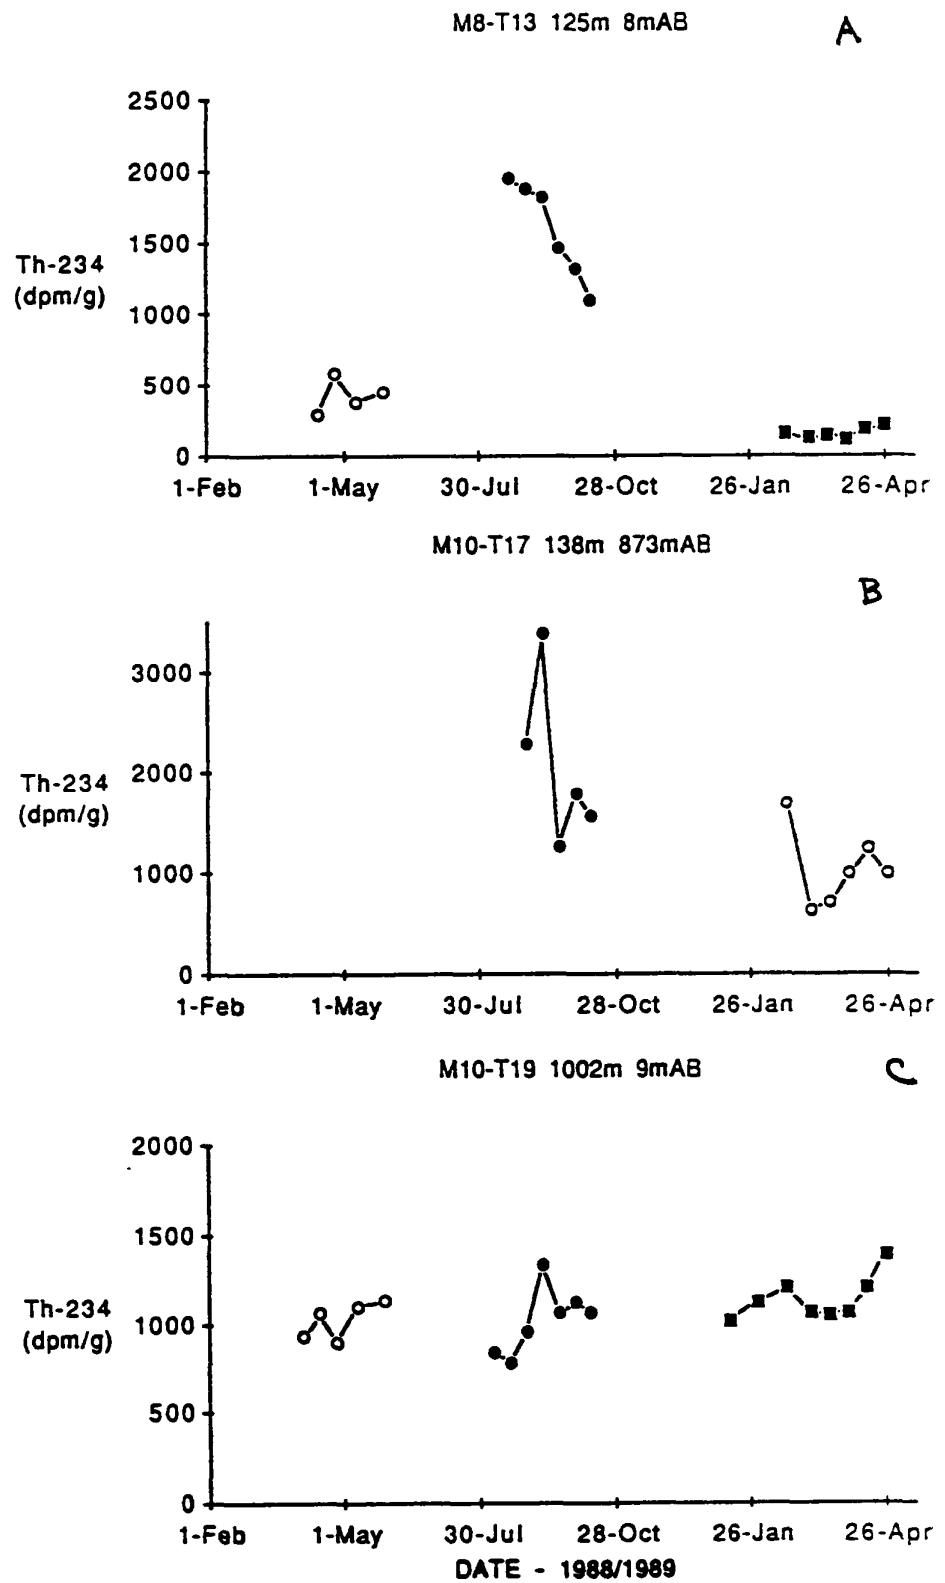 M8-T13 125m 8mAB
A
2500
2000
1500
Th-234
(dpm/g)
1000
500
0
1-Feb 1-May 30-Jul 28-Oct 26-Jan 26-Apr
M10-T17 138m 873mAB
B
3000
2000
Th-234
(dpm/g)
1000
0
1-Feb 1-May 30-Jul 28-Oct 26-Jan 26-Apr
M10-T19 1002m 9mAB
C
2000
1500
Th-234
(dpm/g)
1000
500
0
1-Feb 1-May 30-Jul 28-Oct 26-Jan 26-Apr
DATE - 1988/1989